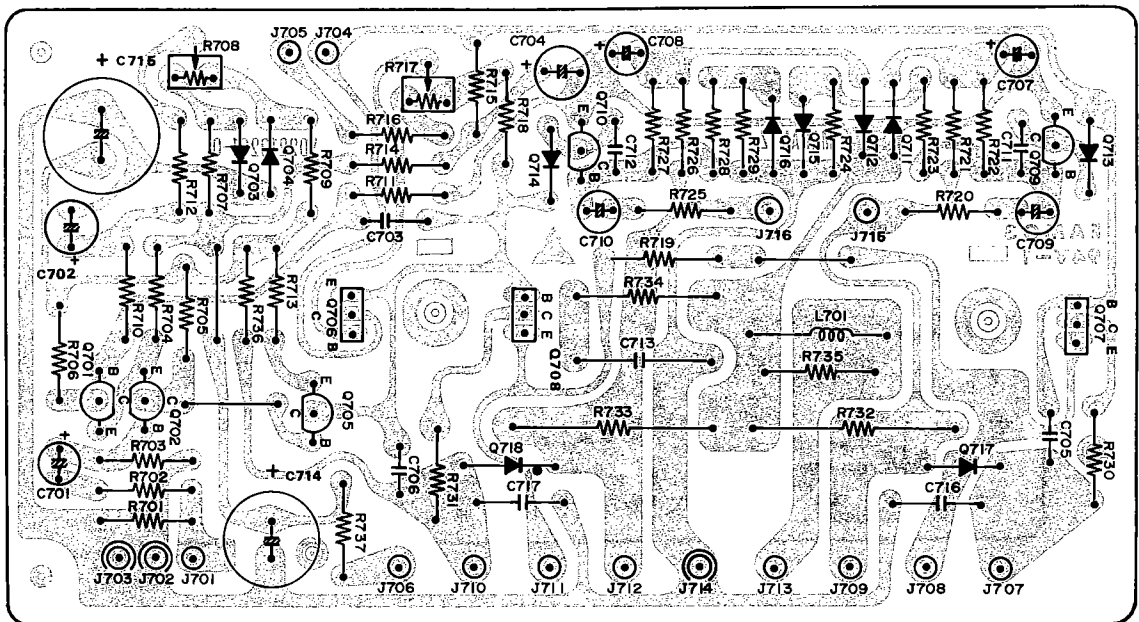 J705 J704
R708
+ C715
R717
R715
C704
+
C708
+
R718
Q710
E
B
C712
R727
R726
R728
R729
Q716
Q715
R724
Q712
Q711
R723
R721
R722
C711
Q709
E
B
C707
+
Q713
R716
R714
R711
C703
Q714
R712
R707
Q703
Q704
R709
C702
+
C710
R725
J716
J715
R720
C709
R719
R734
L701
R735
C713
R710
R704
R705
R736
R713
E
Q706
B
B
C
E
Q708
B
C
E
Q707
R706
Q701
B
C
E
E
C
B
Q702
E
C
B
Q705
R733
R732
R703
R702
R701
C701
+
+ C714
R737
C706
R731
Q718
C717
Q717
C716
C705
R730
J703 J702 J701 J706 J710 J711 J712 J714 J713 J709 J708 J707